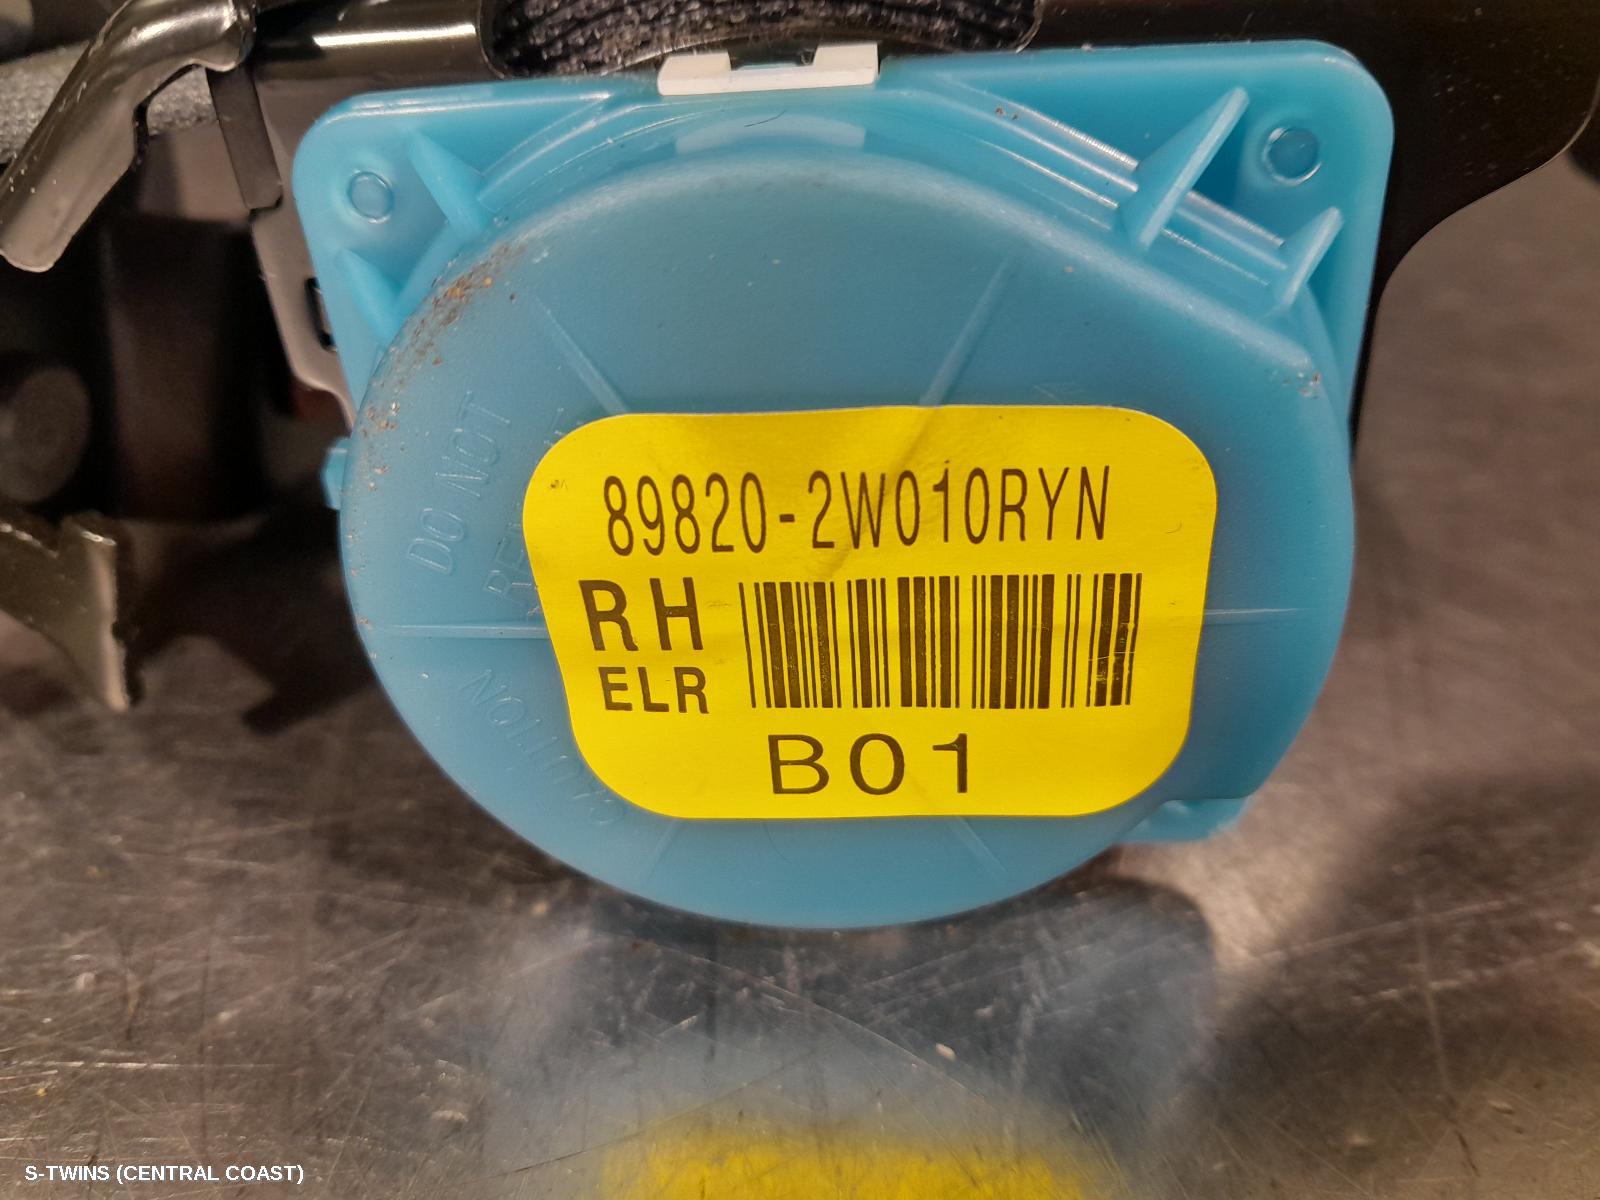 89820-2W010RYN
RH
ELR
B01
DO NOT
CAUTION
S-TWINS (CENTRAL COAST)